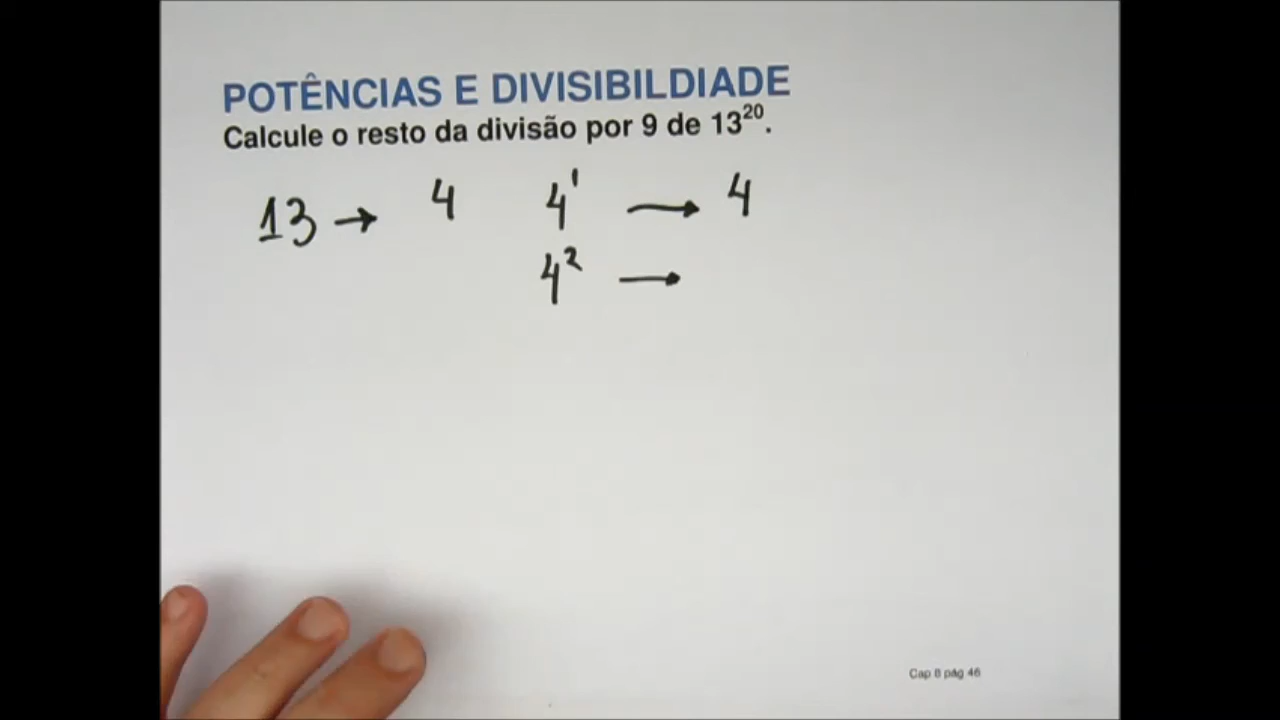 POTÊNCIAS E DIVISIBILDIADE
Calcule o resto da divisão por 9 de 13²⁰.
13 → 4 4¹ → 4
4² →
Cap 8 pág 46